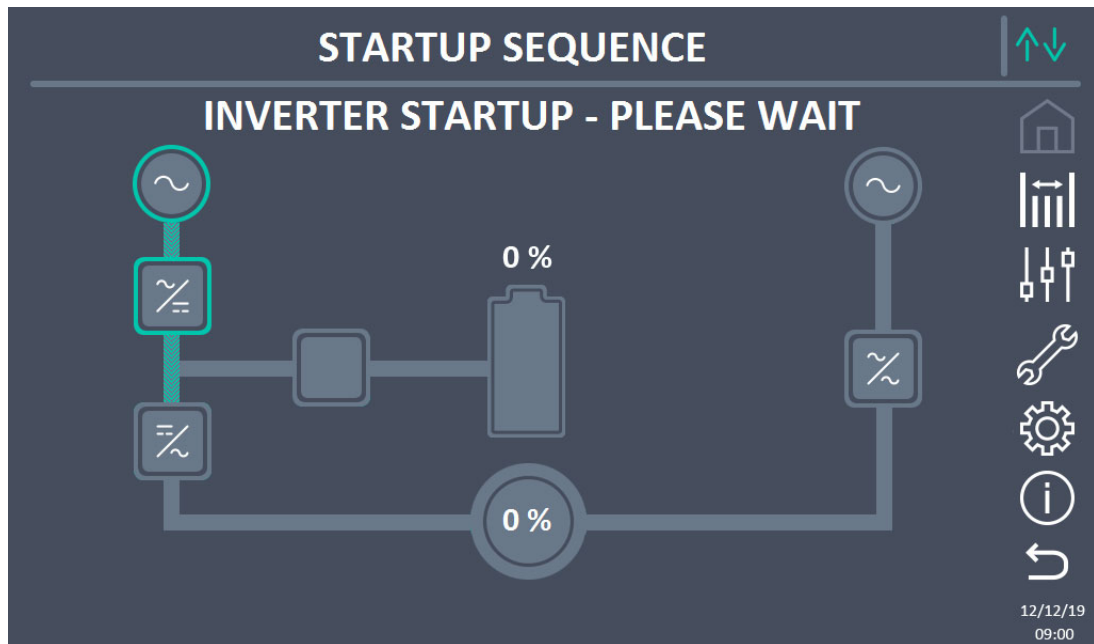 STARTUP SEQUENCE
INVERTER STARTUP - PLEASE WAIT
0 %
0 %
12/12/19
09:00